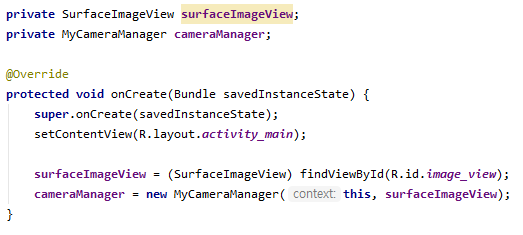 private SurfaceImageView surfaceImageView;
private MyCameraManager cameraManager;
@Override
protected void onCreate(Bundle savedInstanceState) {
super.onCreate(savedInstanceState);
setContentView(R.layout.activity_main);
surfaceImageView = (SurfaceImageView) findViewById(R.id.image_view);
cameraManager = new MyCameraManager( context: this, surfaceImageView);
}